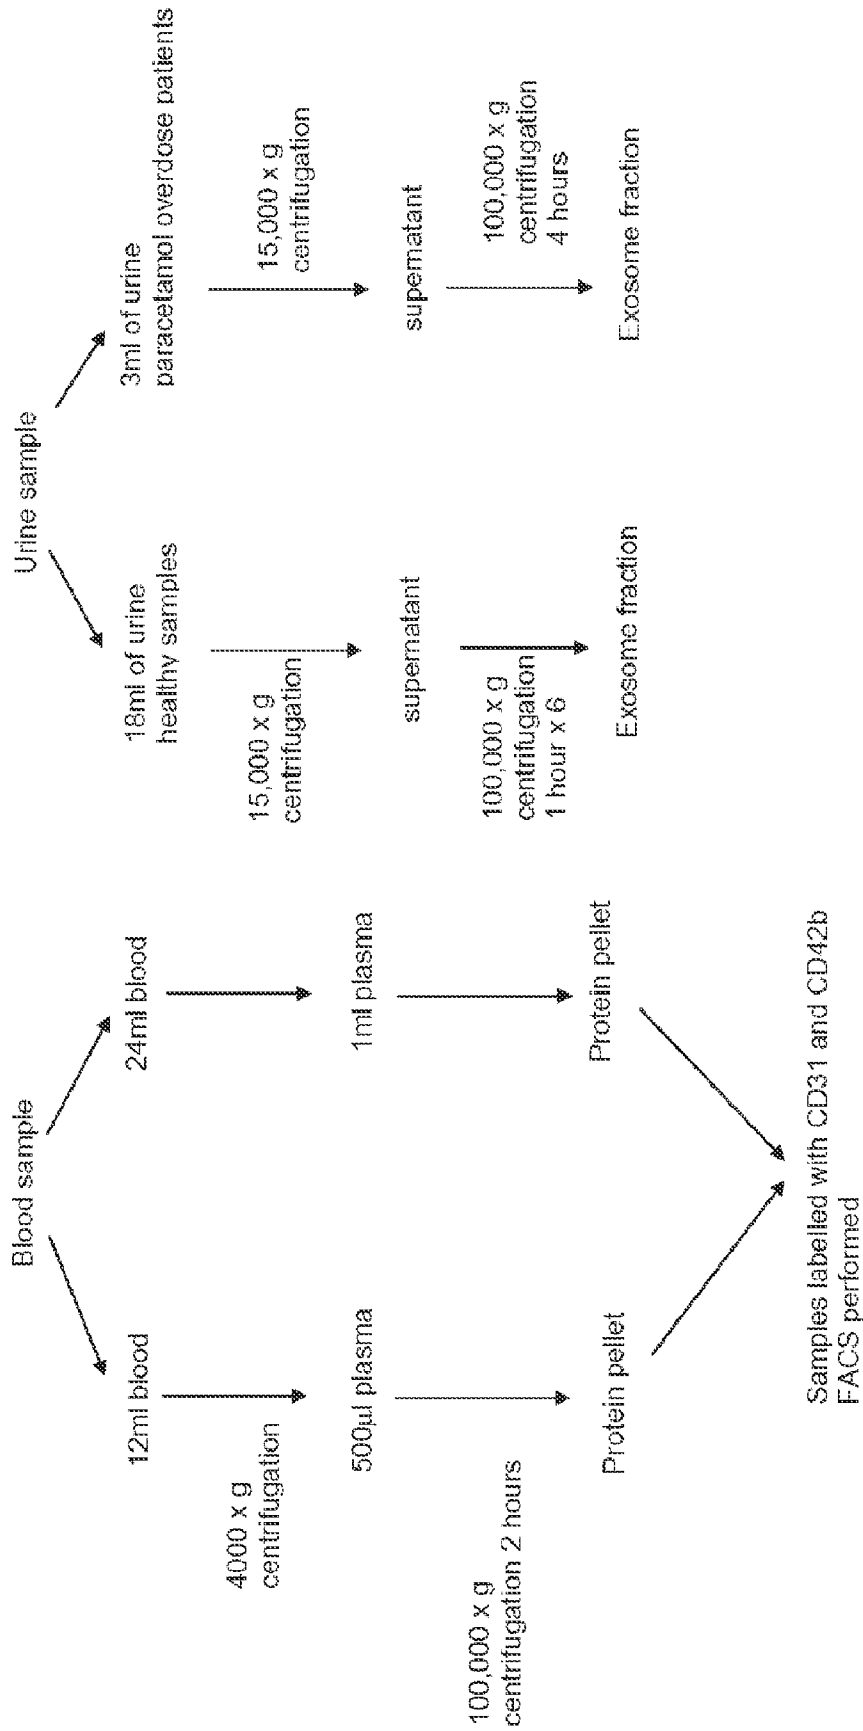 Blood sample
12ml blood
24ml blood
4000 x g
centrifugation
500µl plasma
1ml plasma
100,000 x g
centrifugation 2 hours
Protein pellet
Protein pellet
Samples labelled with CD31 and CD42b
FACS performed
Urine sample
18ml of urine
healthy samples
3ml of urine
paracetamol overdose patients
15,000 x g
centrifugation
15,000 x g
centrifugation
supernatant
supernatant
100,000 x g
centrifugation
1 hour x 6
100,000 x g
centrifugation
4 hours
Exosome fraction
Exosome fraction